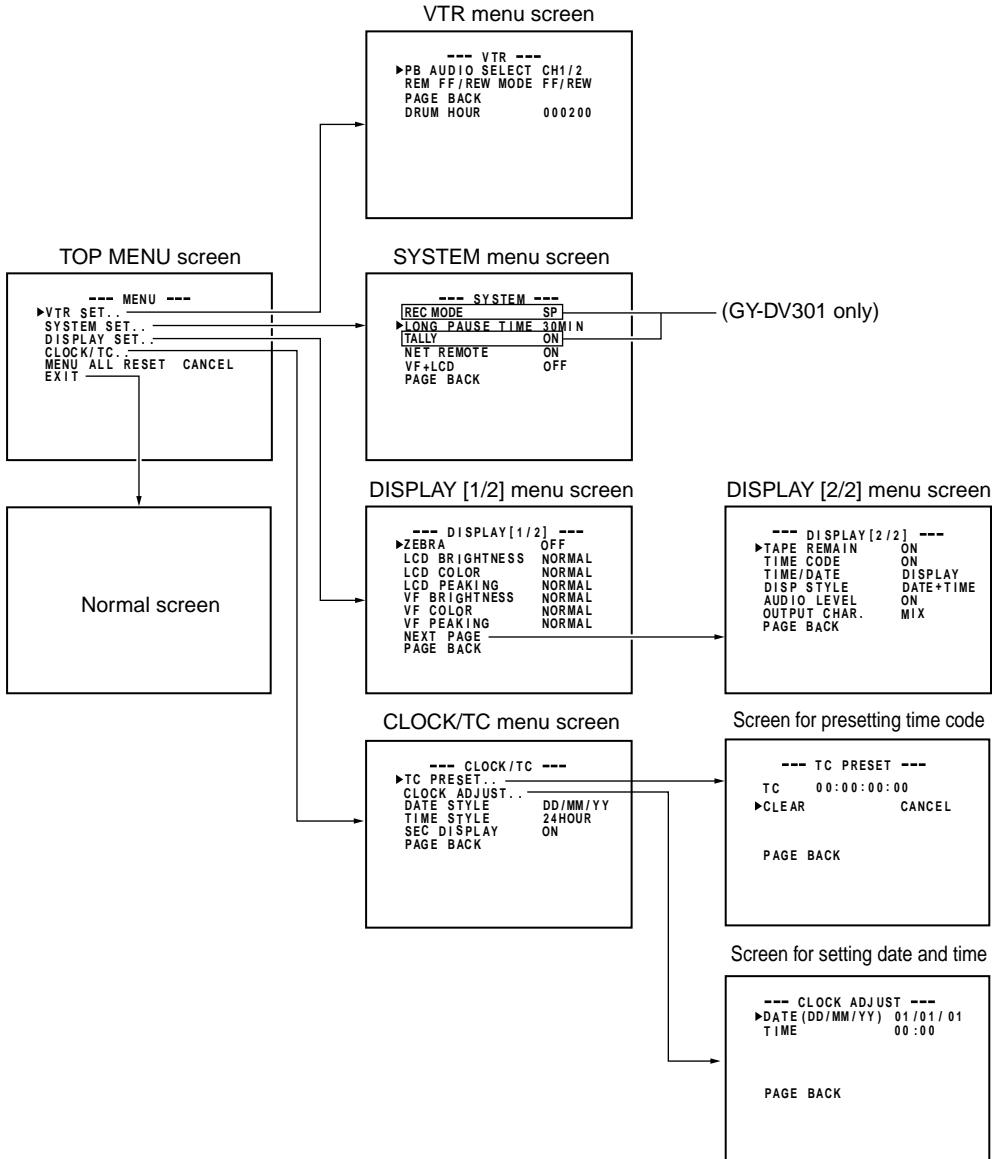 VTR menu screen
--- VTR ---
▶PB AUDIO SELECT CH1/2
REM FF/REW MODE FF/REW
PAGE BACK
DRUM HOUR 000200
TOP MENU screen
--- MENU ---
▶VTR SET..
SYSTEM SET..
DISPLAY SET..
CLOCK/TC..
MENU ALL RESET CANCEL
EXIT
SYSTEM menu screen
--- SYSTEM ---
REC MODE SP
▶LONG PAUSE TIME 30MIN
TALLY ON
NET REMOTE ON
VF+LCD OFF
PAGE BACK
(GY-DV301 only)
Normal screen
DISPLAY [1/2] menu screen
--- DISPLAY[1/2] ---
▶ZEBRA OFF
LCD BRIGHTNESS NORMAL
LCD COLOR NORMAL
LCD PEAKING NORMAL
VF BRIGHTNESS NORMAL
VF COLOR NORMAL
VF PEAKING NORMAL
NEXT PAGE
PAGE BACK
DISPLAY [2/2] menu screen
--- DISPLAY[2/2] ---
▶TAPE REMAIN ON
TIME CODE ON
TIME/DATE DISPLAY
DISP STYLE DATE+TIME
AUDIO LEVEL ON
OUTPUT CHAR. MIX
PAGE BACK
CLOCK/TC menu screen
--- CLOCK/TC ---
▶TC PRESET..
CLOCK ADJUST..
DATE STYLE DD/MM/YY
TIME STYLE 24HOUR
SEC DISPLAY ON
PAGE BACK
Screen for presetting time code
--- TC PRESET ---
TC 00:00:00:00
▶CLEAR CANCEL
PAGE BACK
Screen for setting date and time
--- CLOCK ADJUST ---
▶DATE(DD/MM/YY) 01/01/01
TIME 00:00
PAGE BACK